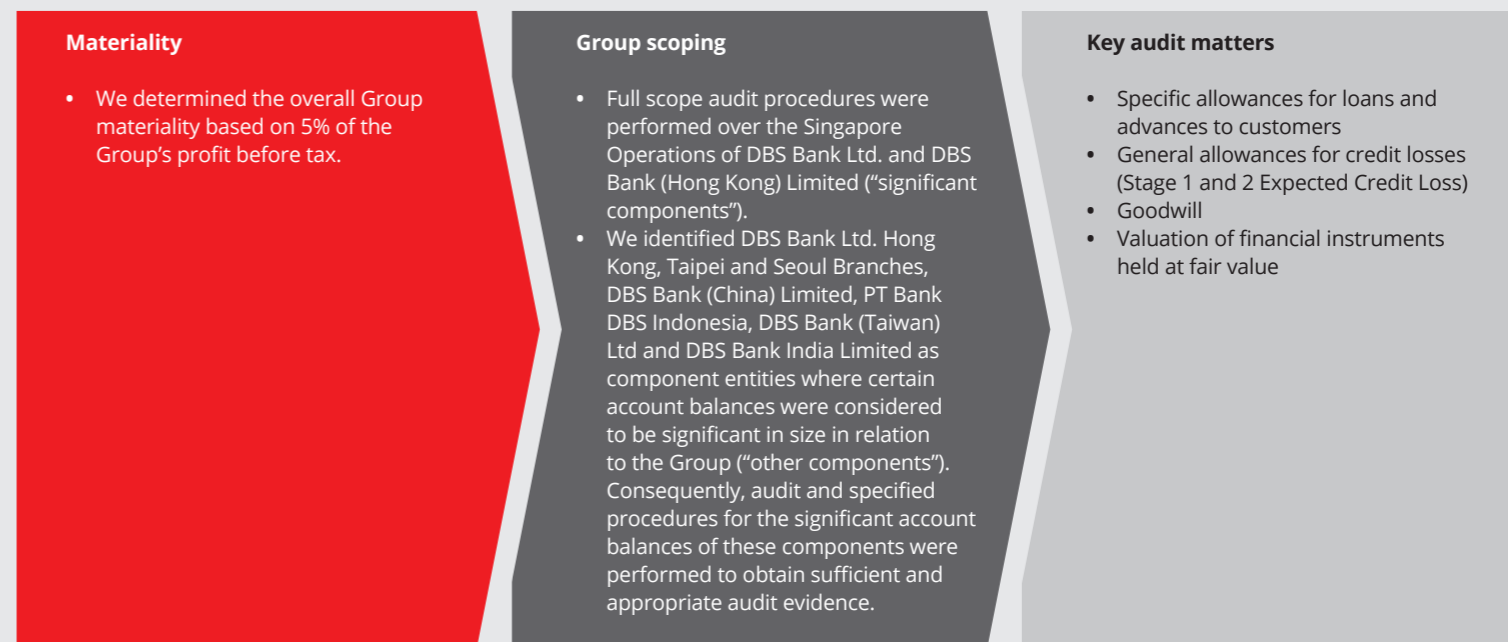 Materiality
• We determined the overall Group
materiality based on 5% of the
Group’s profit before tax.
Group scoping
• Full scope audit procedures were
performed over the Singapore
Operations of DBS Bank Ltd. and DBS
Bank (Hong Kong) Limited (“significant
components”).
• We identified DBS Bank Ltd. Hong
Kong, Taipei and Seoul Branches,
DBS Bank (China) Limited, PT Bank
DBS Indonesia, DBS Bank (Taiwan)
Ltd and DBS Bank India Limited as
component entities where certain
account balances were considered
to be significant in size in relation
to the Group (“other components”).
Consequently, audit and specified
procedures for the significant account
balances of these components were
performed to obtain sufficient and
appropriate audit evidence.
Key audit matters
• Specific allowances for loans and
advances to customers
• General allowances for credit losses
(Stage 1 and 2 Expected Credit Loss)
• Goodwill
• Valuation of financial instruments
held at fair value